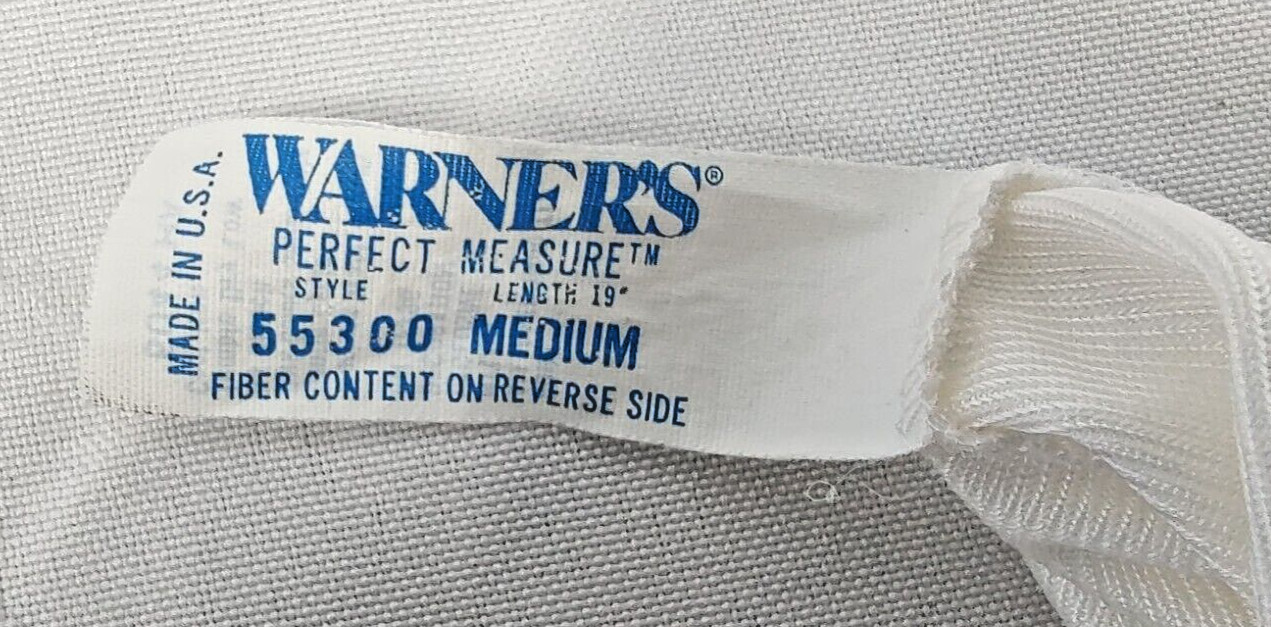 MADE IN U.S.A.
WARNER'S®
PERFECT MEASURE™
STYLE LENGTH 19"
55300 MEDIUM
FIBER CONTENT ON REVERSE SIDE